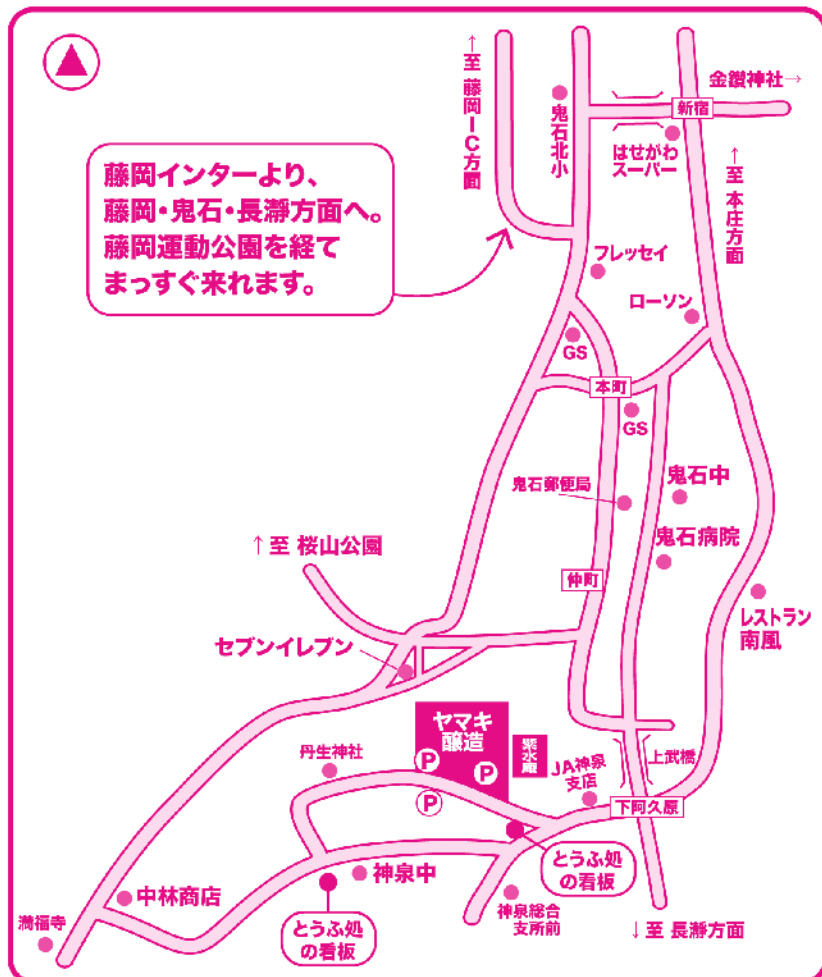 ↑至 藤岡IC方面
鬼石北小
金鑚神社→
新宿
はせがわ
スーパー
↑至 本庄方面
藤岡インターより、
藤岡・鬼石・長瀞方面へ。
藤岡運動公園を経て
まっすぐ来れます。
フレッセイ
ローソン
GS
本町
GS
鬼石中
鬼石郵便局
鬼石病院
↑至 桜山公園
仲町
レストラン
南風
セブンイレブン
ヤマキ
醸造
P
P
P
紫水庵
丹生神社
JA神泉
支店
上武橋
下阿久原
とうふ処
の看板
神泉中
中林商店
とうふ処
の看板
神泉総合
支所前
満福寺
↓至 長瀞方面